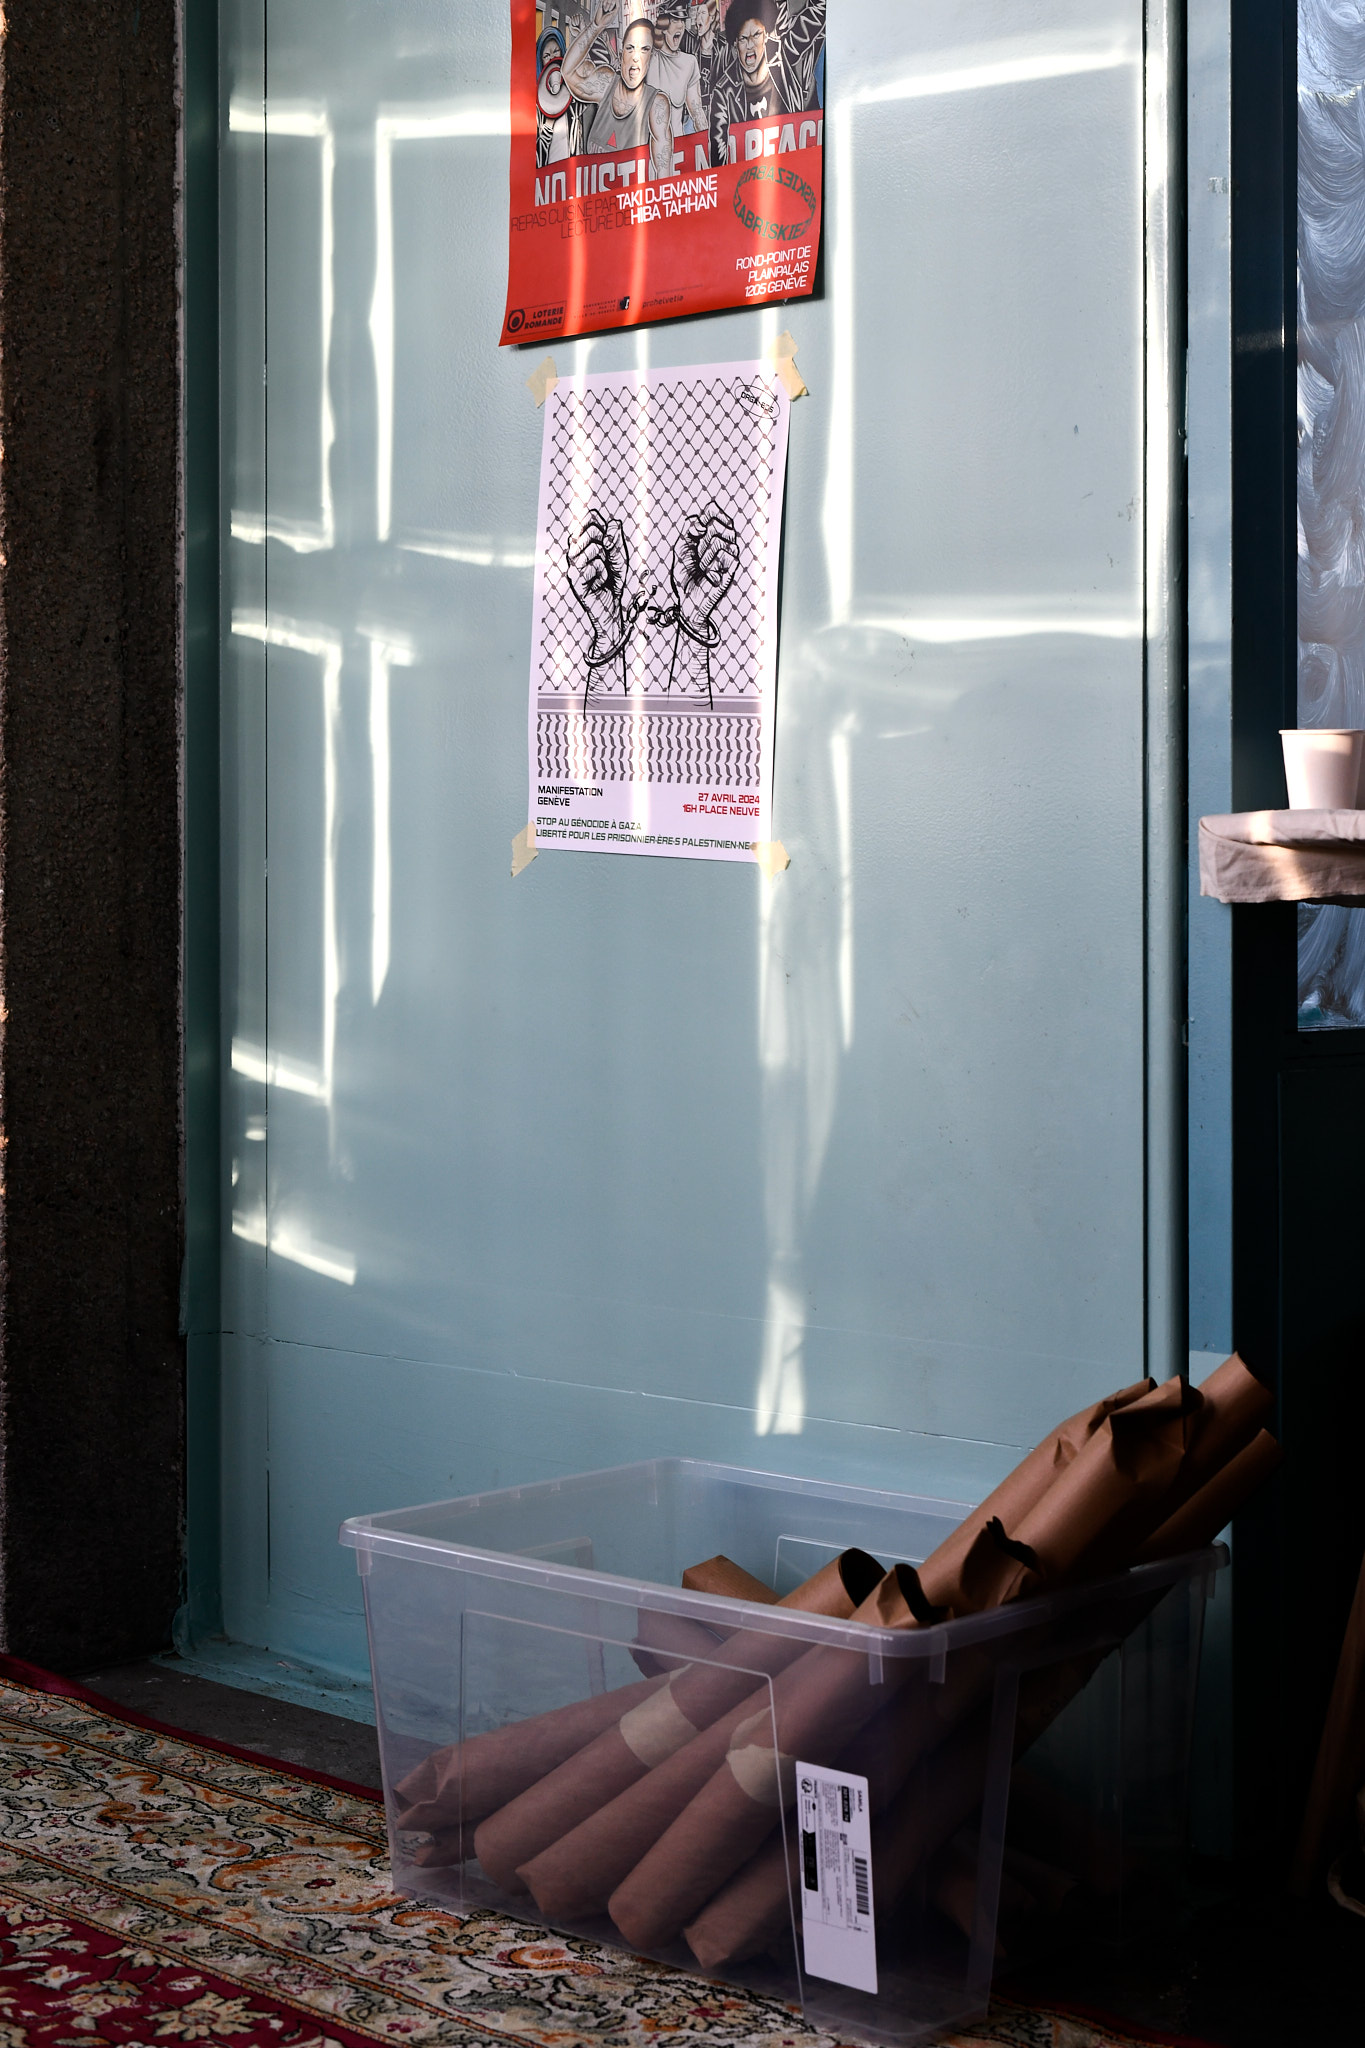 NO JUSTICE NO PEACE
REPAS CUISINÉ PAR TAKI DJENANNE
LECTURE DE HIBA TAHHAN
ZABRISKIE
ROND-POINT DE
PLAINPALAIS
1205 GENÈVE
LOTERIE
ROMANDE
prohelvetia
MANIFESTATION
GENÈVE
27 AVRIL 2024
16H PLACE NEUVE
STOP AU GÉNOCIDE À GAZA
LIBERTÉ POUR LES PRISONNIER·ÈRE·S PALESTINIEN·NE
SAMLA